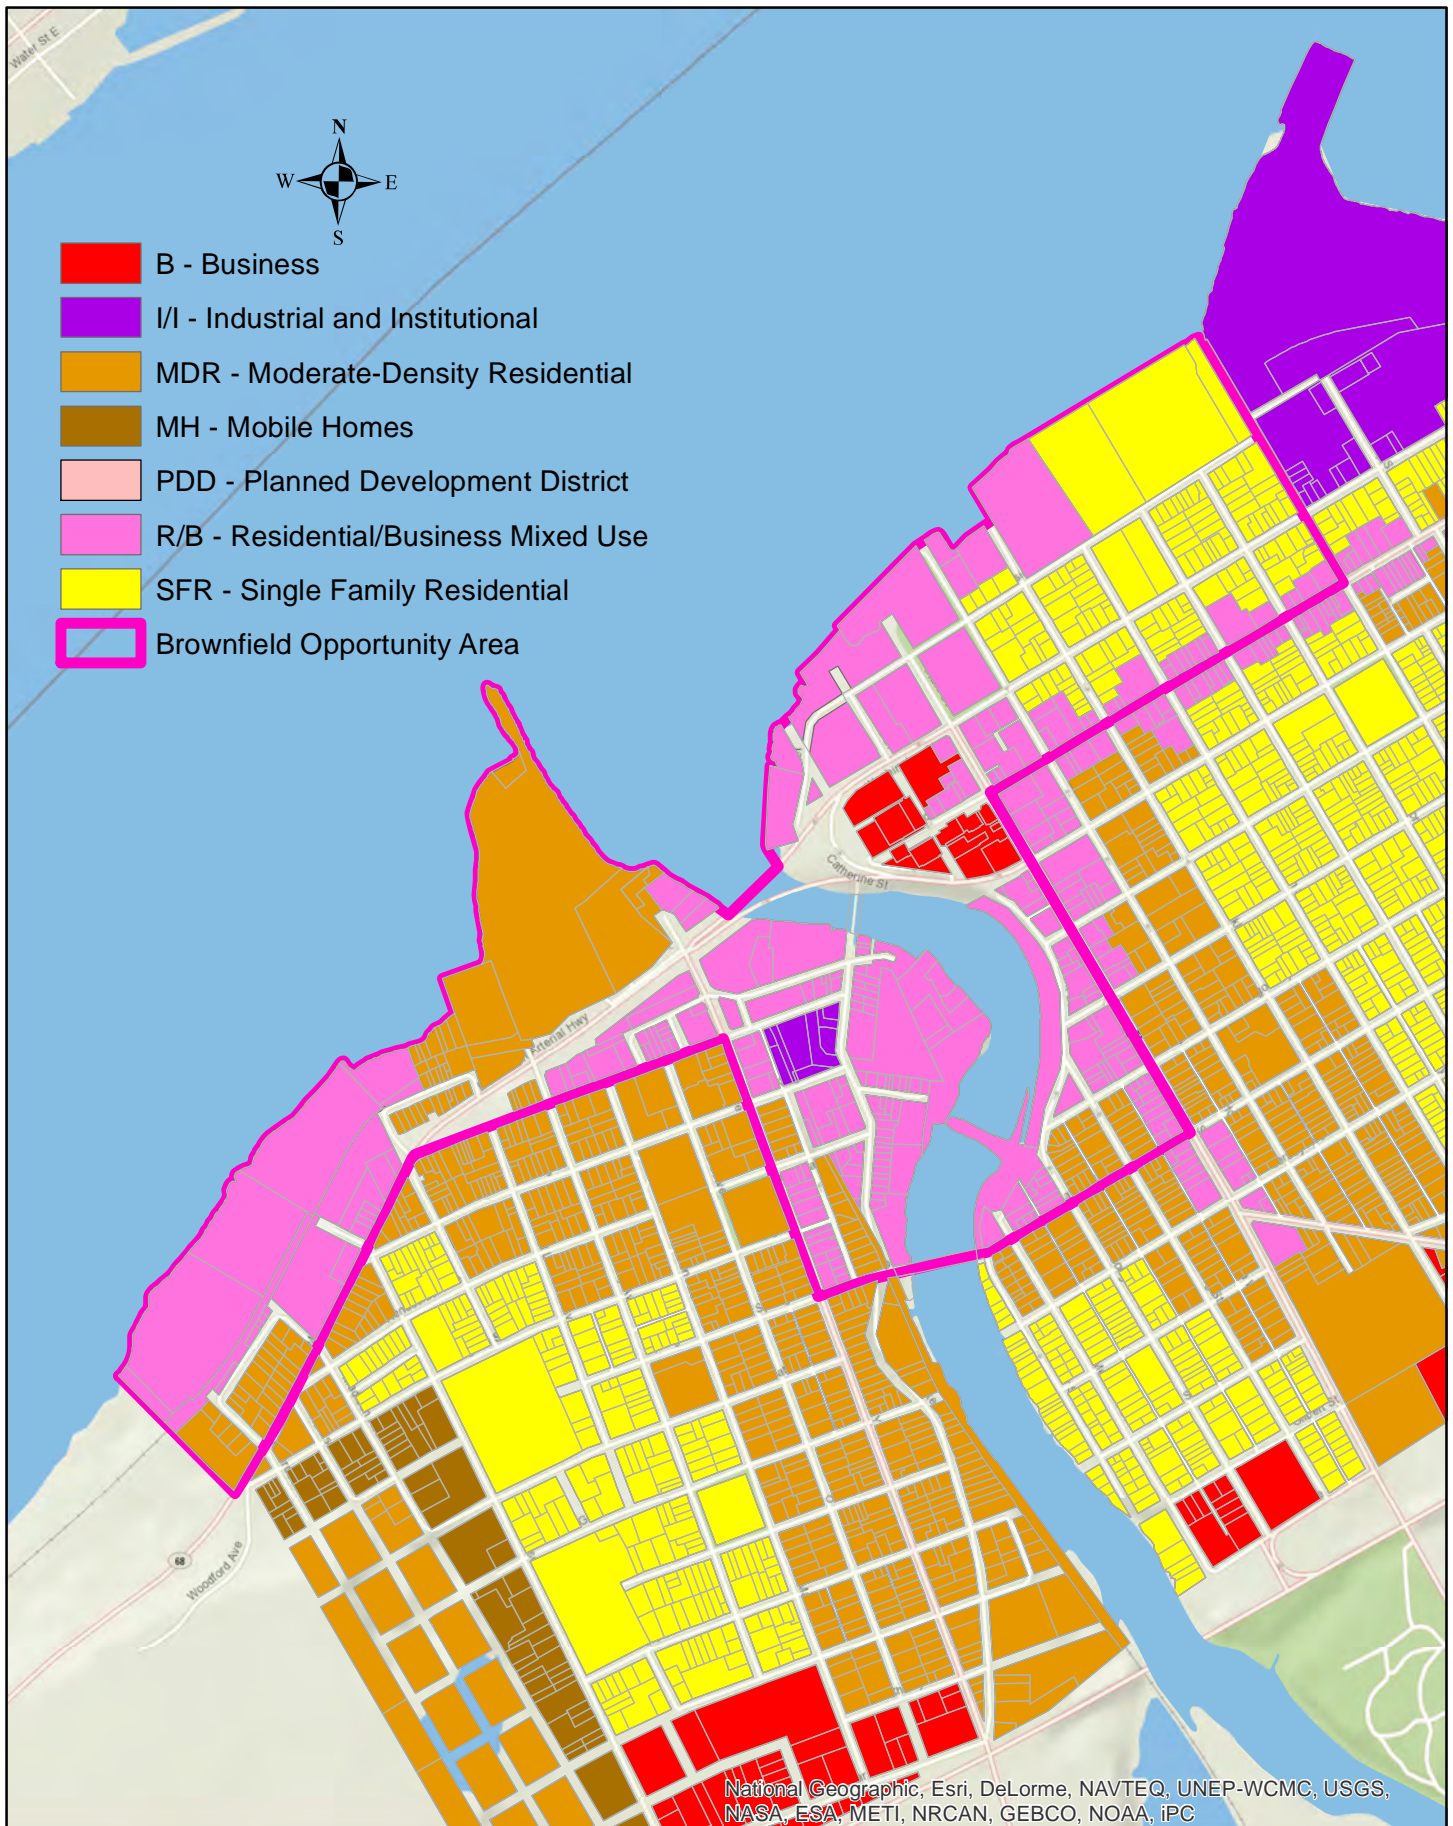 Water St E
N
W E
S
B - Business
I/I - Industrial and Institutional
MDR - Moderate-Density Residential
MH - Mobile Homes
PDD - Planned Development District
R/B - Residential/Business Mixed Use
SFR - Single Family Residential
Brownfield Opportunity Area
Catherine St
Arterial Hwy
68
Woodford Ave
National Geographic, Esri, DeLorme, NAVTEQ, UNEP-WCMC, USGS,
NASA, ESA, METI, NRCAN, GEBCO, NOAA, iPC